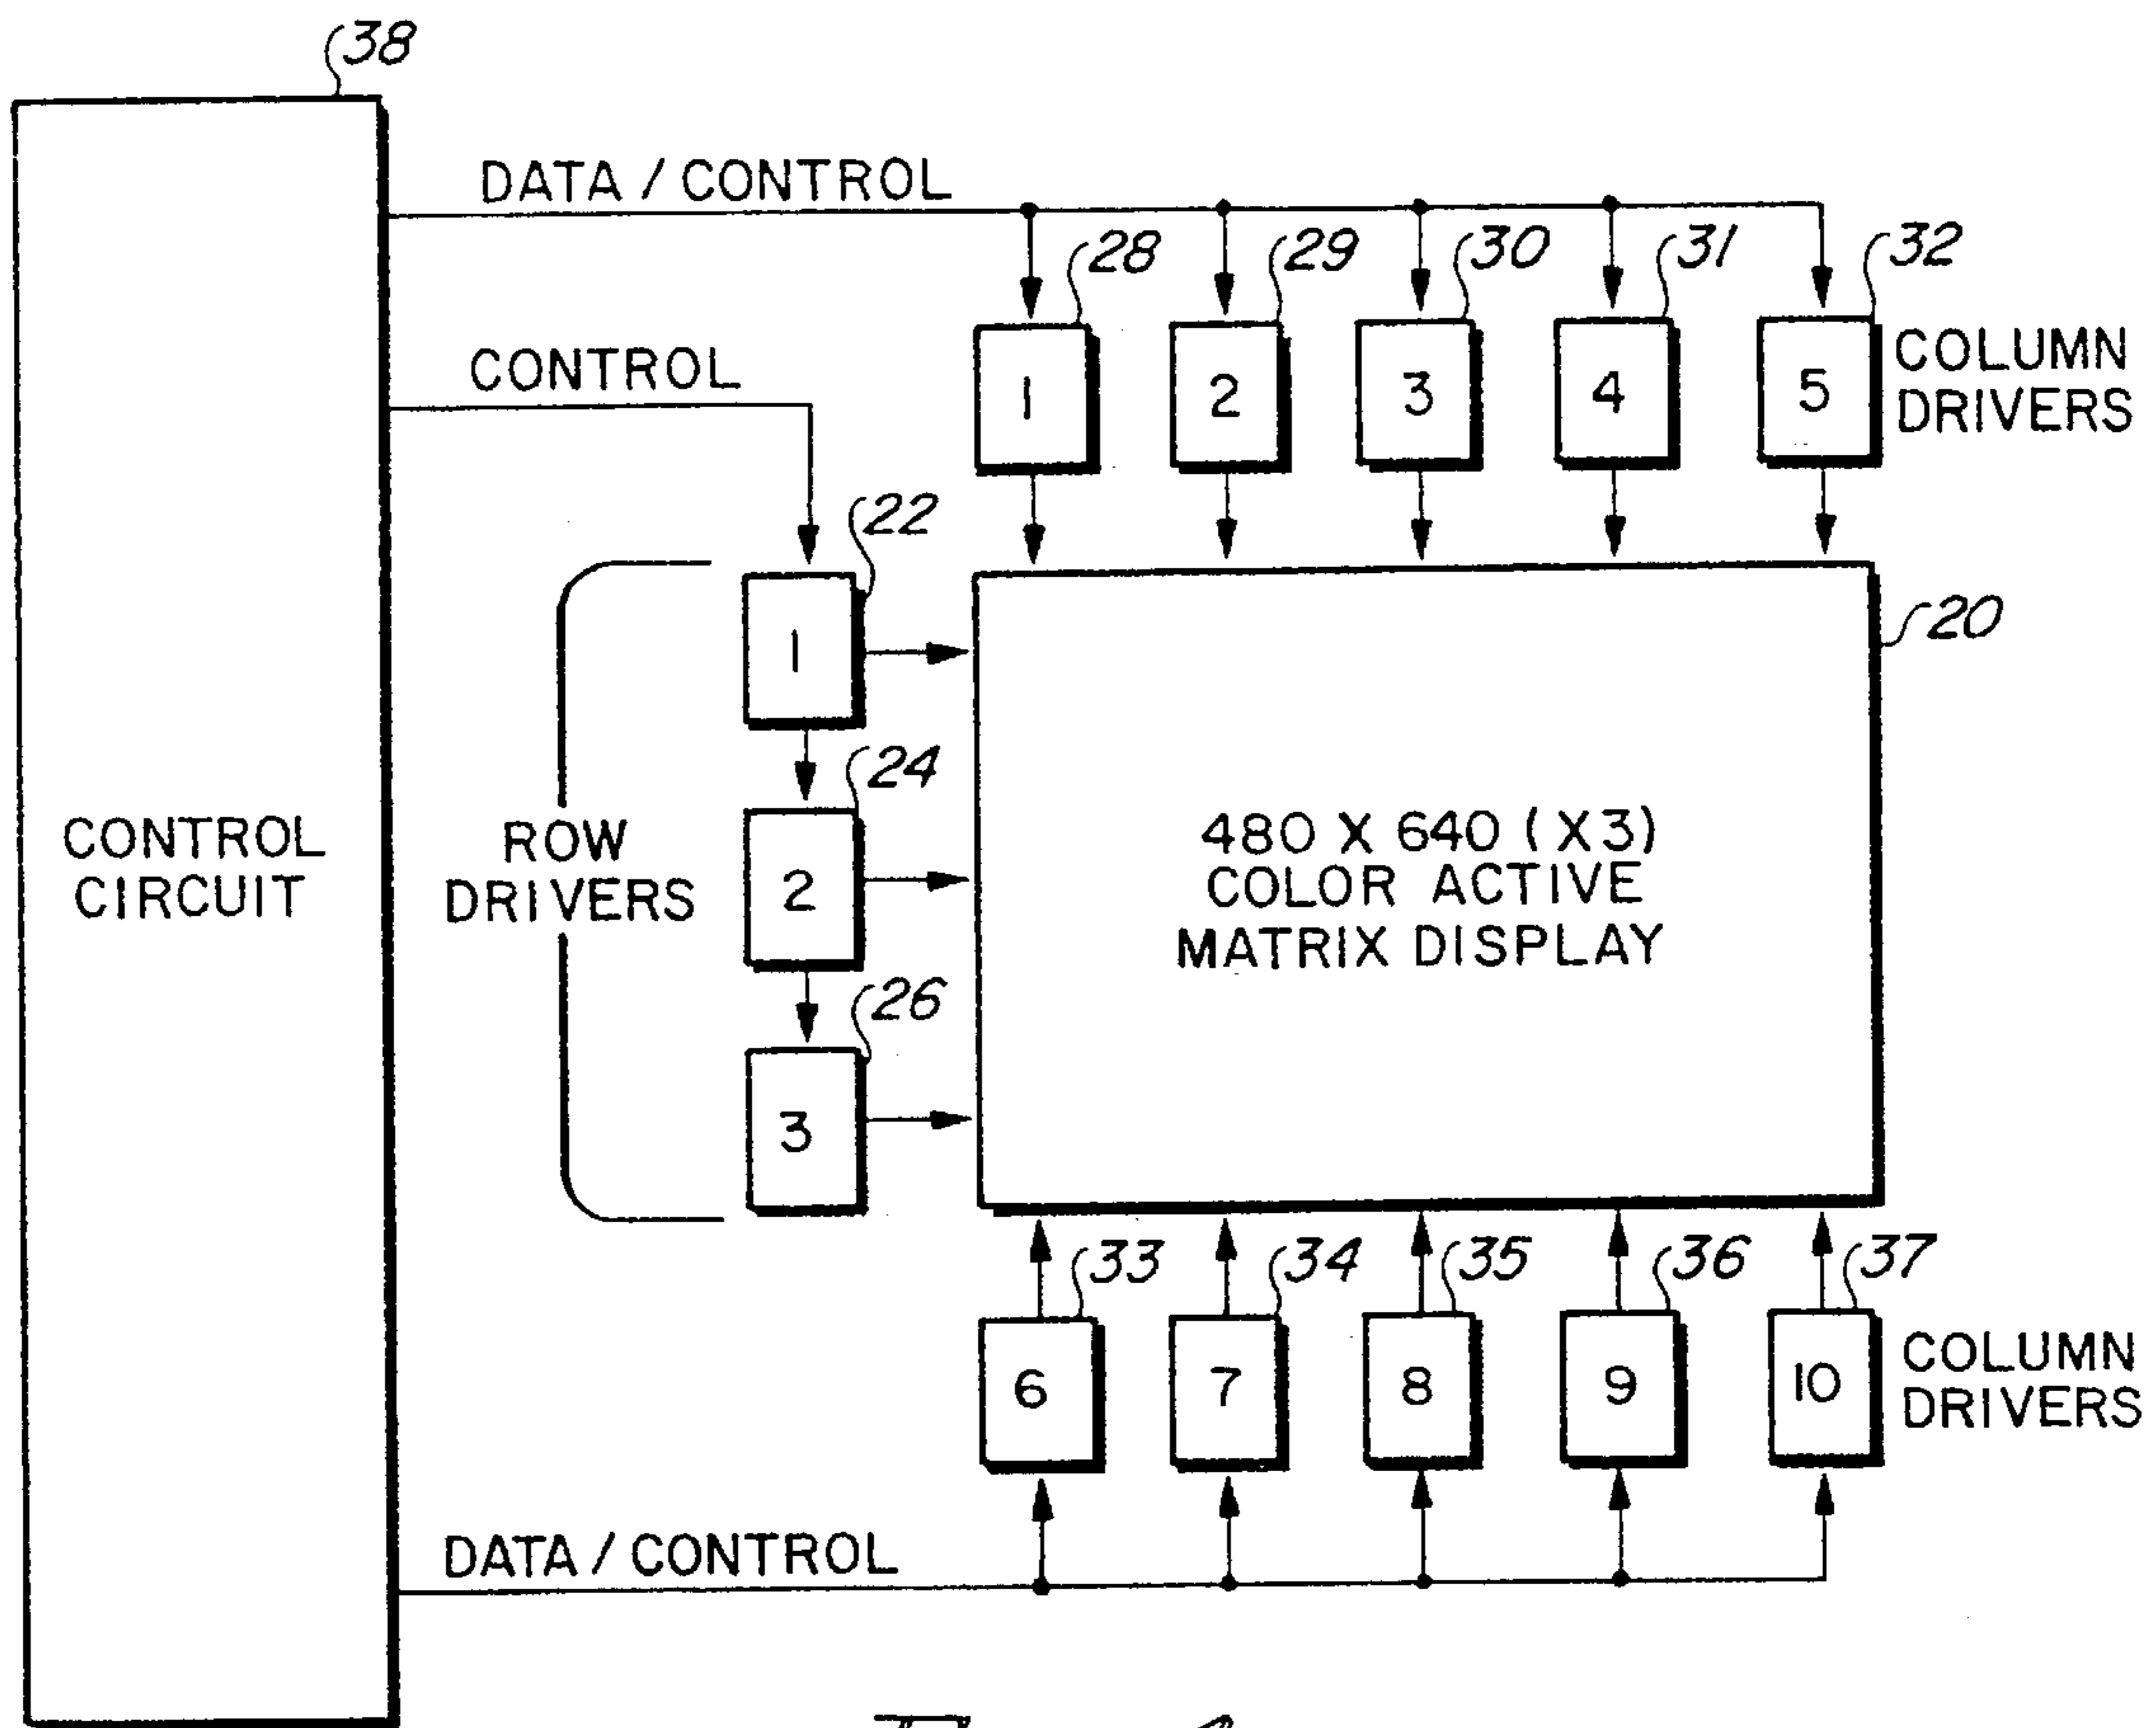 38
DATA / CONTROL
28
29
30
31
32
1
2
3
4
5
COLUMN
DRIVERS
CONTROL
22
1
20
24
2
ROW
DRIVERS
CONTROL
CIRCUIT
480 X 640 ( X3 )
COLOR ACTIVE
MATRIX DISPLAY
26
3
33
34
35
36
37
6
7
8
9
10
COLUMN
DRIVERS
DATA / CONTROL